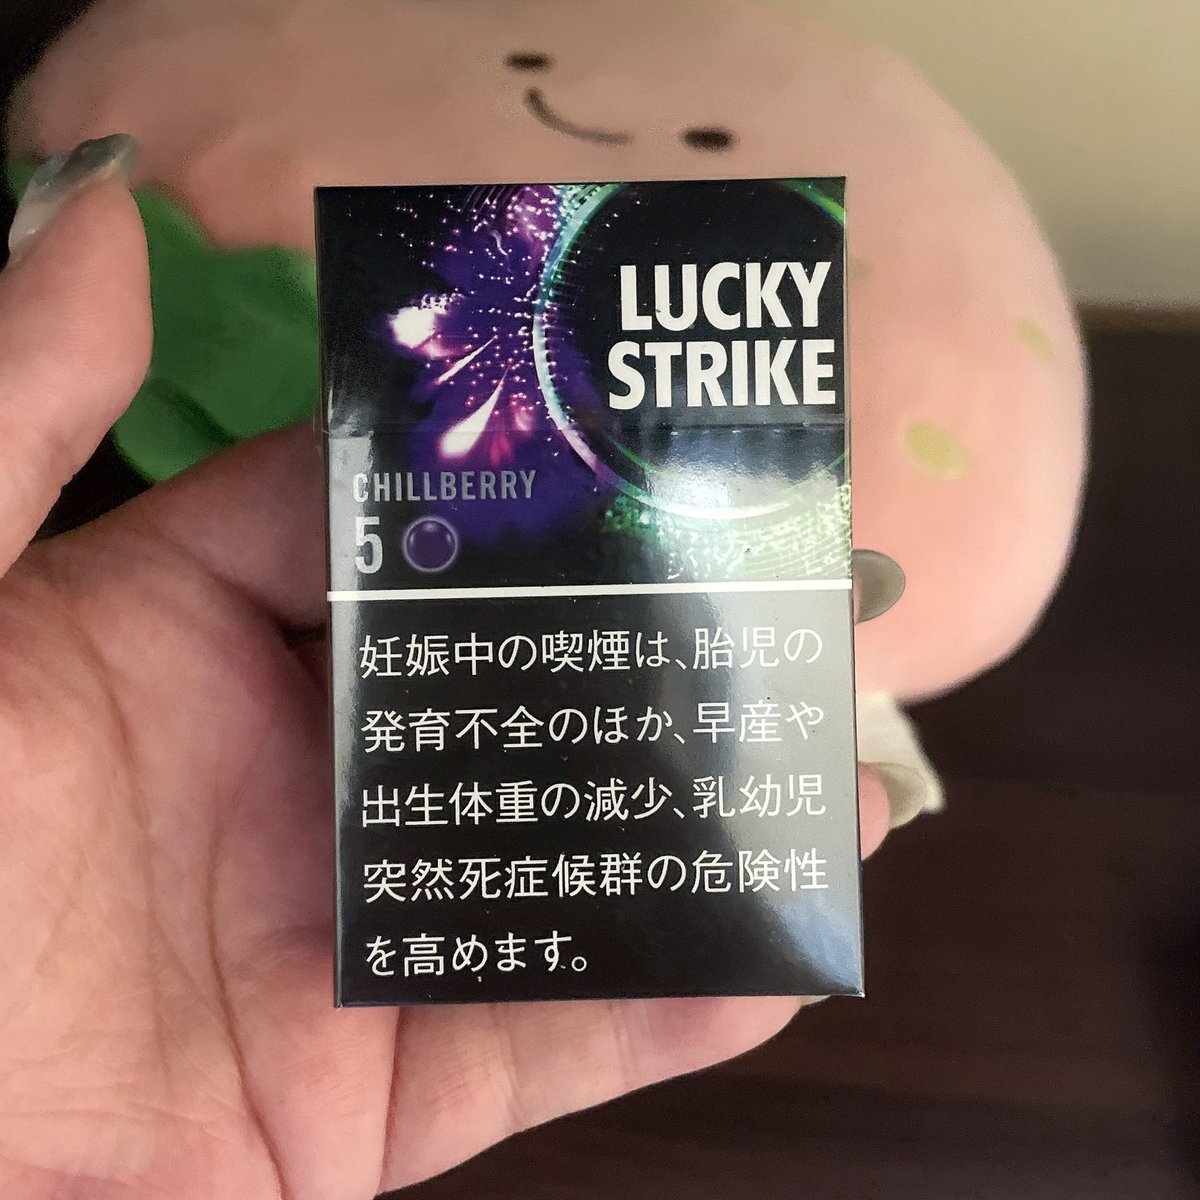 LUCKY
STRIKE
CHILLBERRY
5
妊娠中の喫煙は、胎児の
発育不全のほか、早産や
出生体重の減少、乳幼児
突然死症候群の危険性
を高めます。